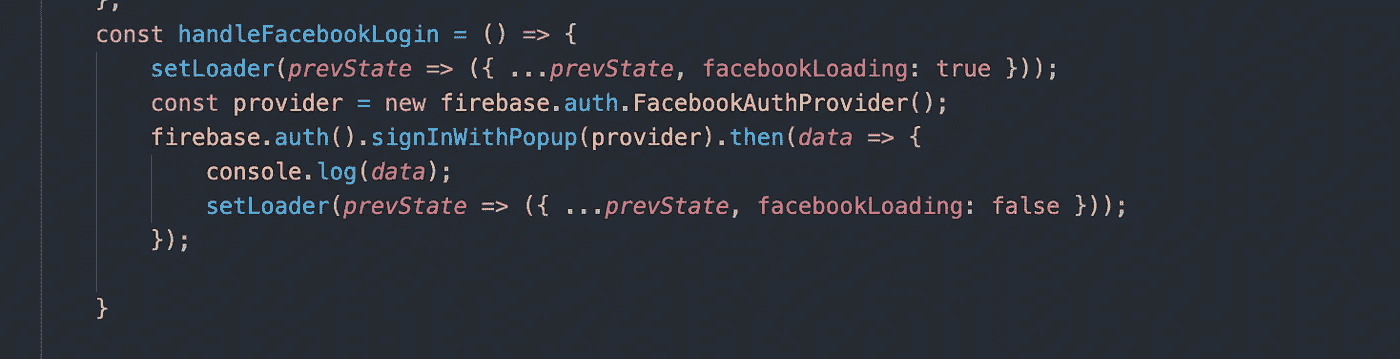 },
const handleFacebookLogin = () => {
setLoader(prevState => ({ ...prevState, facebookLoading: true }));
const provider = new firebase.auth.FacebookAuthProvider();
firebase.auth().signInWithPopup(provider).then(data => {
console.log(data);
setLoader(prevState => ({ ...prevState, facebookLoading: false }));
});
}